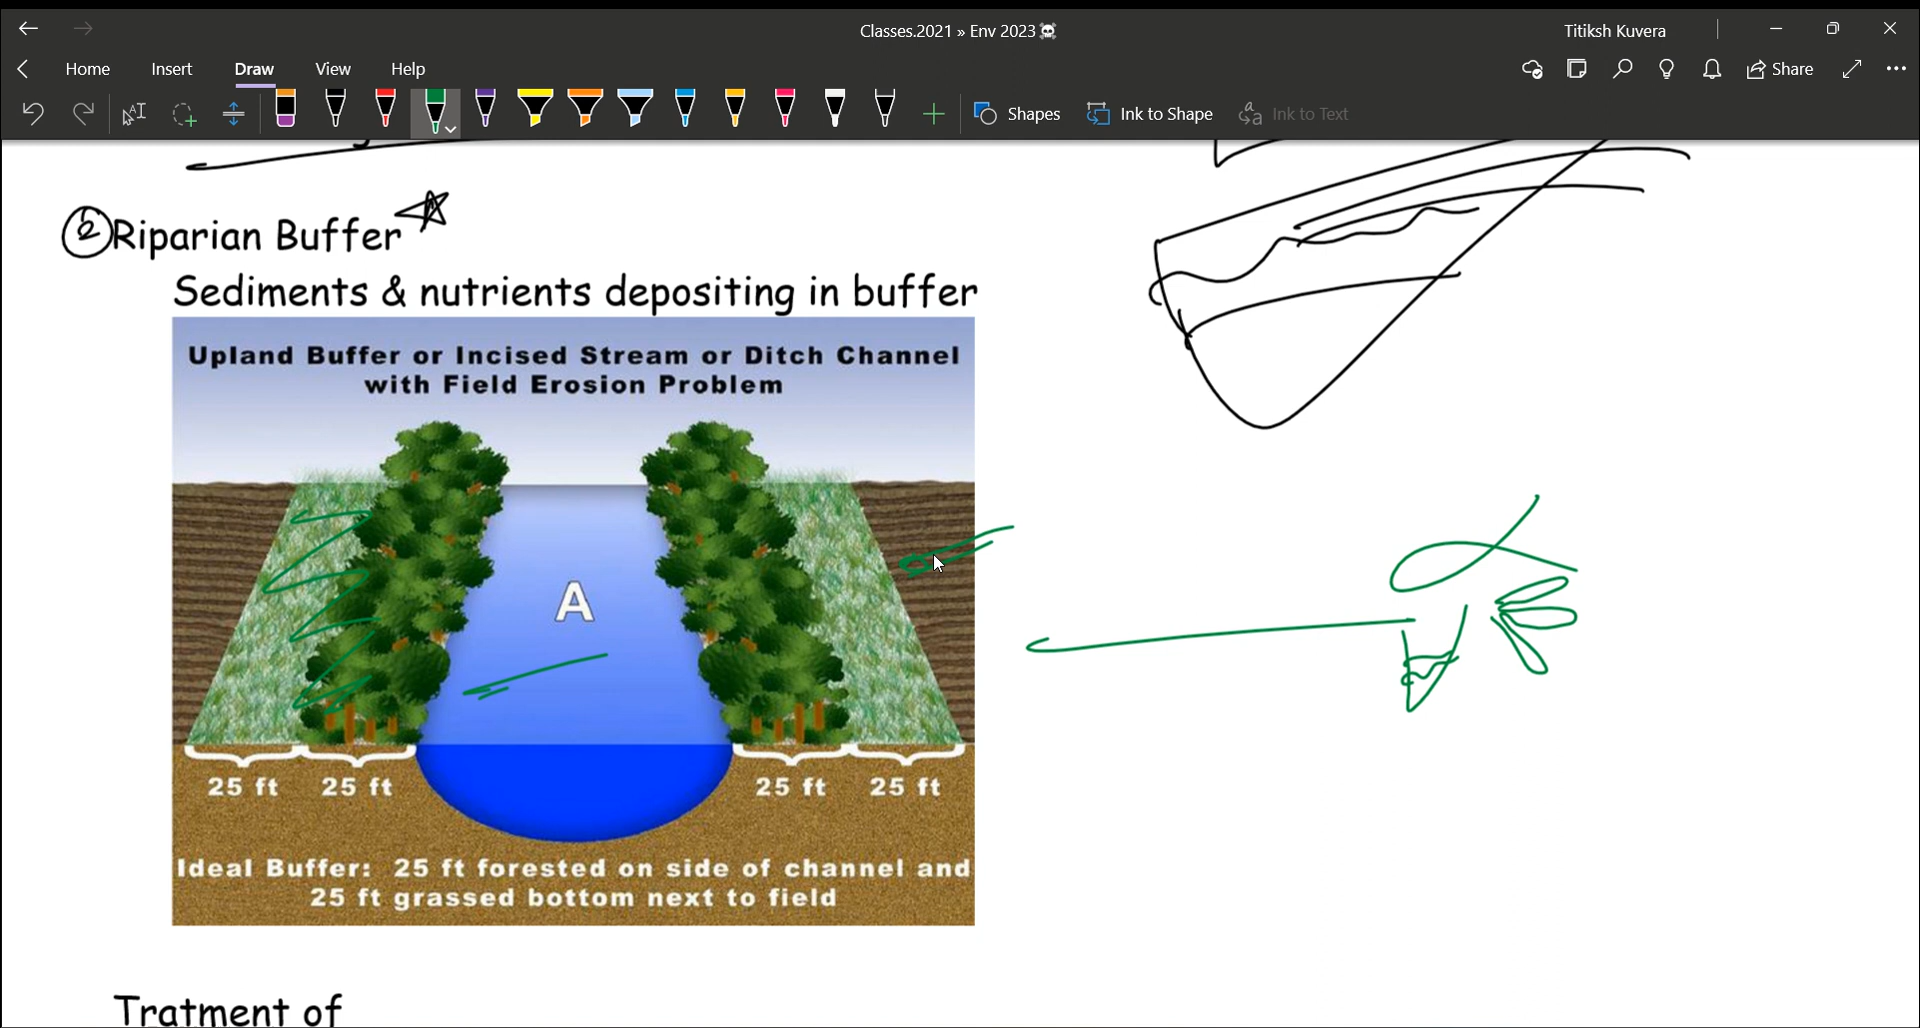 Classes.2021 » Env 2023☠
Titiksh Kuvera
Home Insert Draw View Help
Share
Shapes
Ink to Shape
Ink to Text
② Riparian Buffer
Sediments & nutrients depositing in buffer
Upland Buffer or Incised Stream or Ditch Channel
with Field Erosion Problem
A
25 ft 25 ft 25 ft 25 ft
Ideal Buffer: 25 ft forested on side of channel and
25 ft grassed bottom next to field
Tratment of